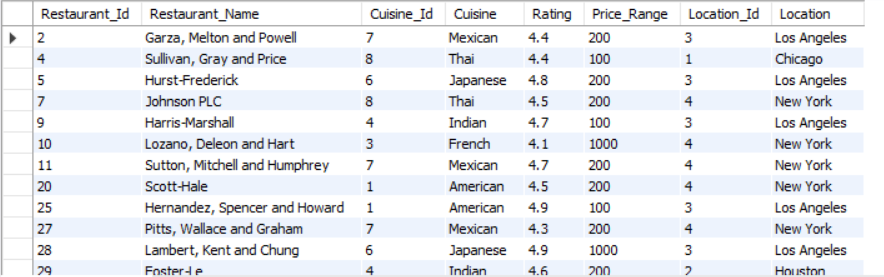 Restaurant_Id Restaurant_Name Cuisine_Id Cuisine Rating Price_Range Location_Id Location
2 Garza, Melton and Powell 7 Mexican 4.4 200 3 Los Angeles
4 Sullivan, Gray and Price 8 Thai 4.4 100 1 Chicago
5 Hurst-Frederick 6 Japanese 4.8 200 3 Los Angeles
7 Johnson PLC 8 Thai 4.5 200 4 New York
9 Harris-Marshall 4 Indian 4.7 100 3 Los Angeles
10 Lozano, Deleon and Hart 3 French 4.1 1000 4 New York
11 Sutton, Mitchell and Humphrey 7 Mexican 4.7 200 4 New York
20 Scott-Hale 1 American 4.5 200 4 New York
25 Hernandez, Spencer and Howard 1 American 4.9 100 3 Los Angeles
27 Pitts, Wallace and Graham 7 Mexican 4.3 200 4 New York
28 Lambert, Kent and Chung 6 Japanese 4.9 1000 3 Los Angeles
29 Foster-Le 4 Indian 4.6 200 2 Houston